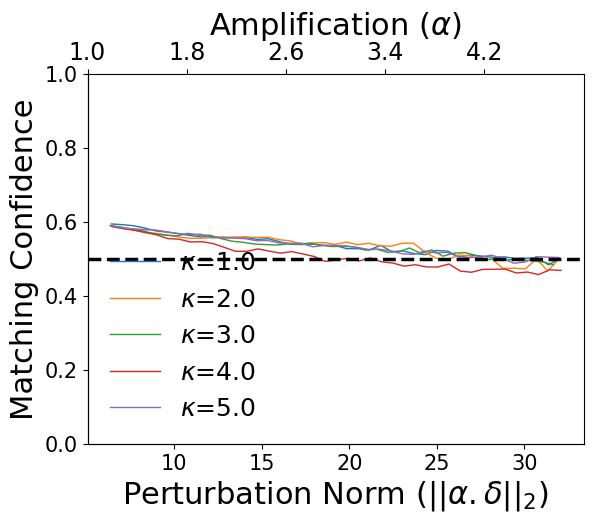 Amplification (α)
1.0 1.8 2.6 3.4 4.2
Matching Confidence
1.0
0.8
0.6
0.4
0.2
0.0
κ=1.0
κ=2.0
κ=3.0
κ=4.0
κ=5.0
10 15 20 25 30
Perturbation Norm (||α.δ||₂)